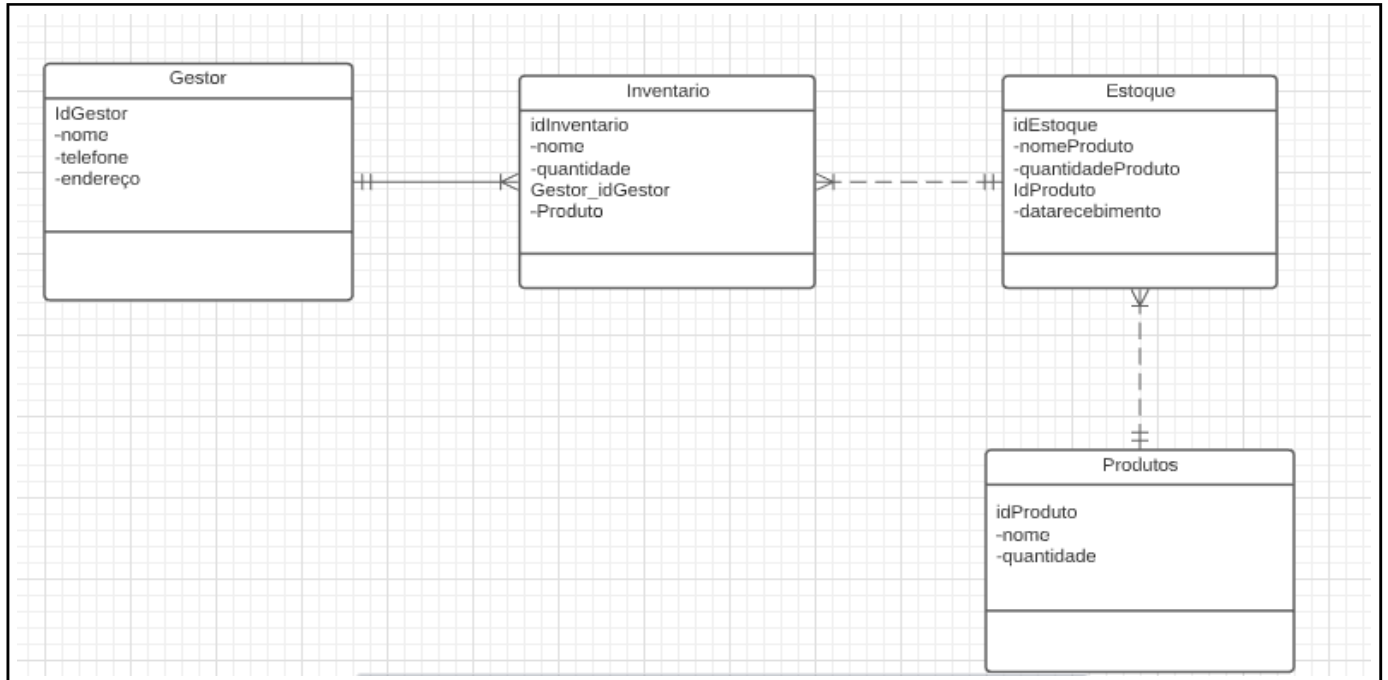 Gestor
IdGestor
-nome
-telefone
-endereço
Inventario
idInventario
-nome
-quantidade
Gestor_idGestor
-Produto
Estoque
idEstoque
-nomeProduto
-quantidadeProduto
IdProduto
-datarecebimento
Produtos
idProduto
-nome
-quantidade